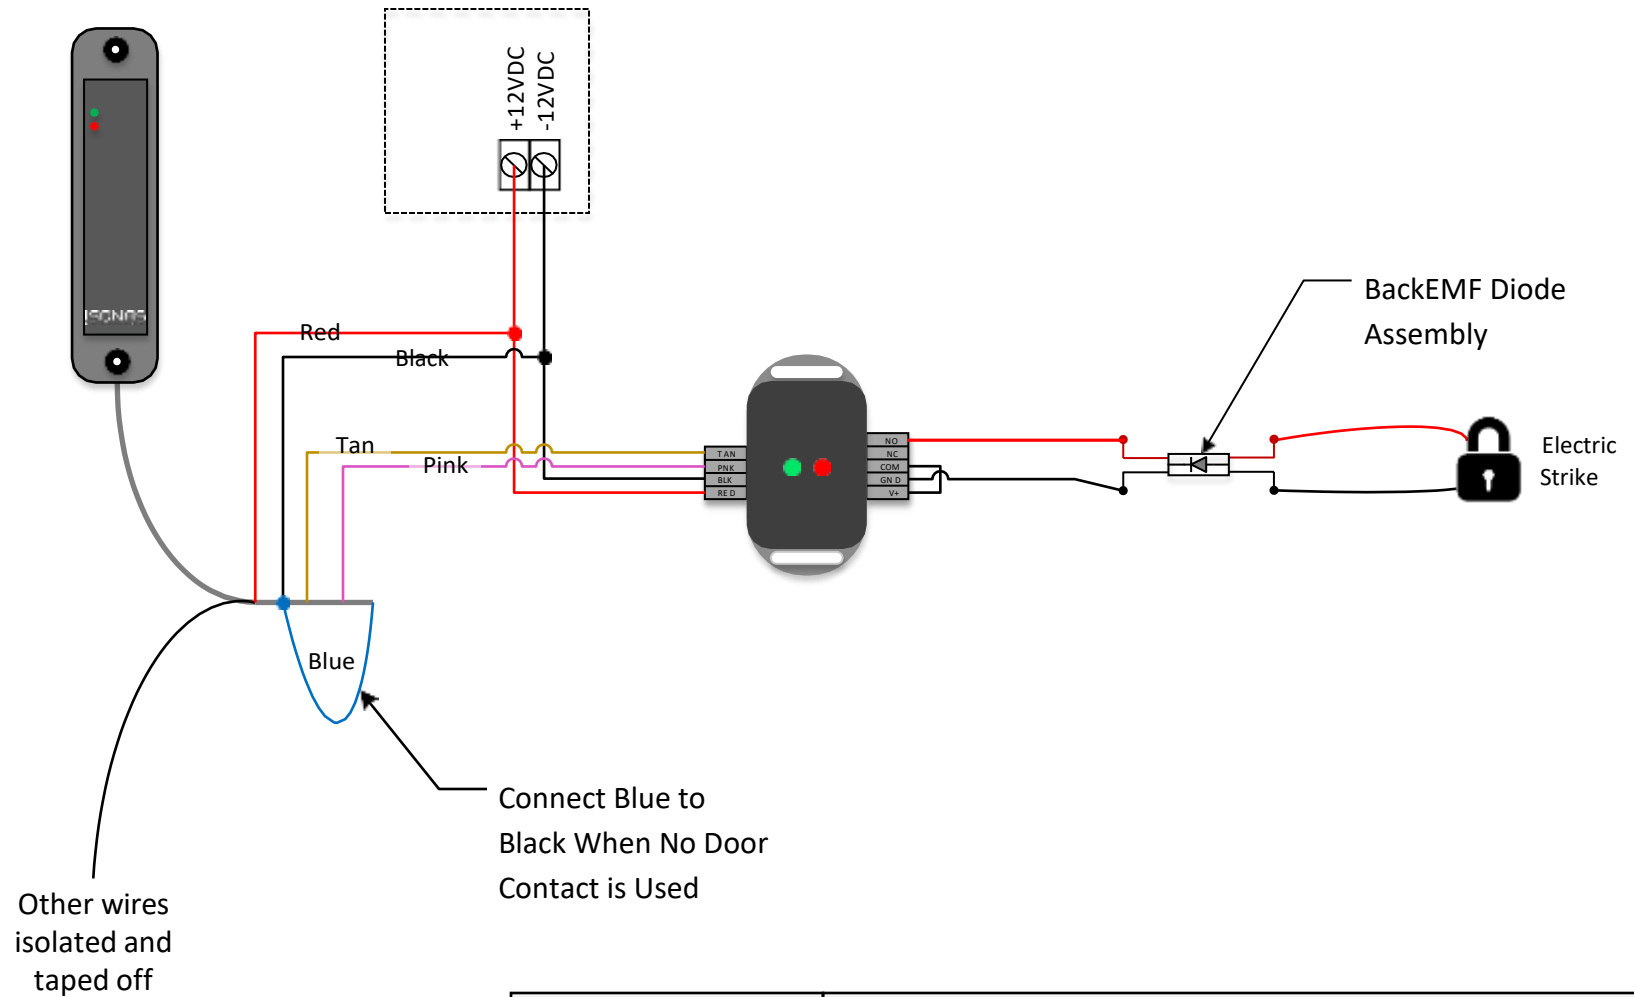 +12VDC
-12VDC
Red
Black
Tan
Pink
TAN
PNK
BLK
RED
NO
NC
COM
GND
V+
BackEMF Diode
Assembly
Electric
Strike
Blue
Connect Blue to
Black When No Door
Contact is Used
Other wires
isolated and
taped off